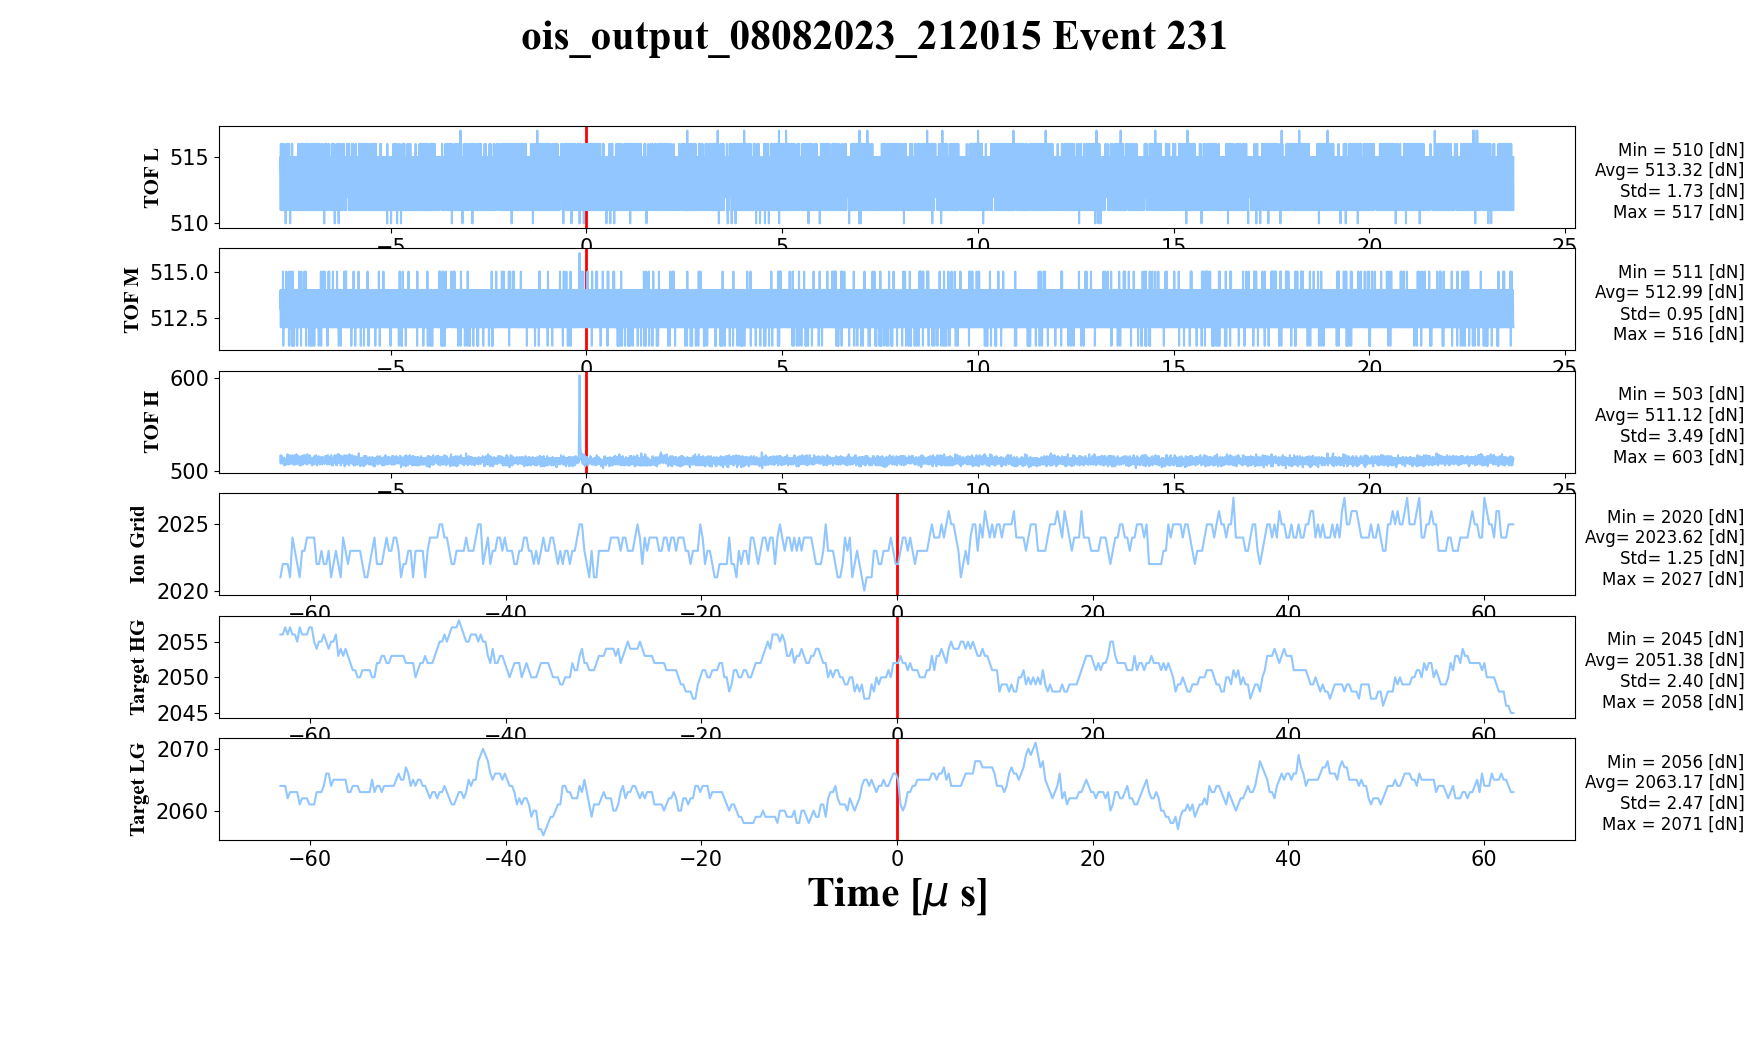 ois_output_08082023_212015 Event 231
TOF L
515
510
−5
0
5
10
15
20
25
Min = 510 [dN]
Avg= 513.32 [dN]
Std= 1.73 [dN]
Max = 517 [dN]
TOF M
515.0
512.5
−5
0
5
10
15
20
25
Min = 511 [dN]
Avg= 512.99 [dN]
Std= 0.95 [dN]
Max = 516 [dN]
TOF H
600
500
−5
0
5
10
15
20
25
Min = 503 [dN]
Avg= 511.12 [dN]
Std= 3.49 [dN]
Max = 603 [dN]
Ion Grid
2025
2020
−60
−40
−20
0
20
40
60
Min = 2020 [dN]
Avg= 2023.62 [dN]
Std= 1.25 [dN]
Max = 2027 [dN]
Target HG
2055
2050
2045
−60
−40
−20
0
20
40
60
Min = 2045 [dN]
Avg= 2051.38 [dN]
Std= 2.40 [dN]
Max = 2058 [dN]
Target LG
2070
2060
−60
−40
−20
0
20
40
60
Min = 2056 [dN]
Avg= 2063.17 [dN]
Std= 2.47 [dN]
Max = 2071 [dN]
Time [μ s]